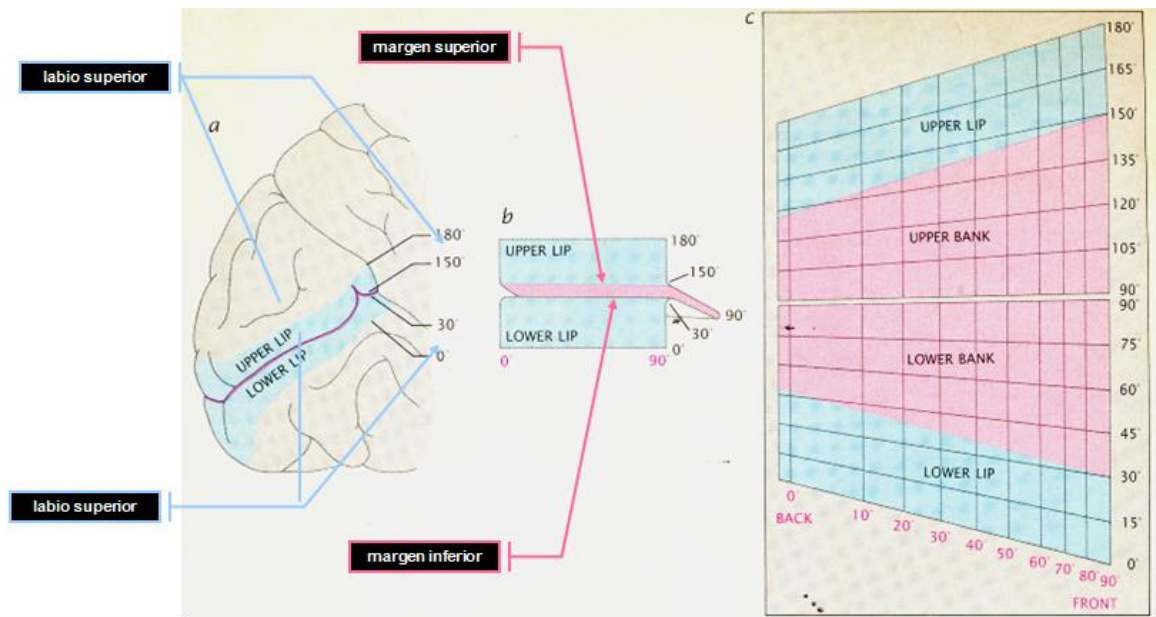 margen superior
labio superior
a
180°
150°
30°
0°
UPPER LIP
LOWER LIP
labio superior
b
UPPER LIP
180°
150°
90°
30°
LOWER LIP
0°
0
90°
margen inferior
c
180°
165°
UPPER LIP
150°
135°
120°
UPPER BANK
105°
90°
90°
75°
LOWER BANK
60°
45°
30°
LOWER LIP
15°
0°
0°
BACK
10°
20°
30°
40°
50°
60°
70°
80°
90°
FRONT